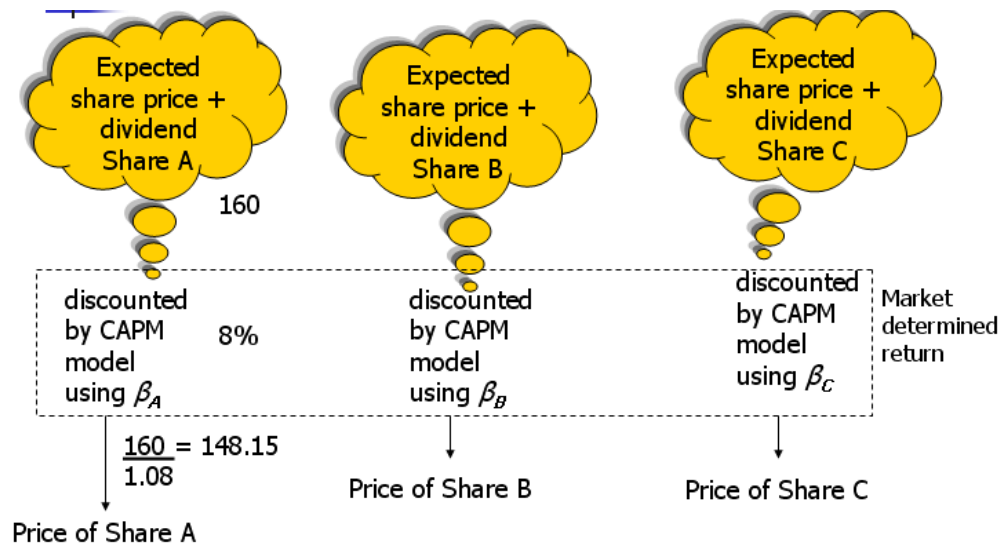 Expected
share price +
dividend
Share A
Expected
share price +
dividend
Share B
Expected
share price +
dividend
Share C
160
discounted
by CAPM
model
using βA
8%
discounted
by CAPM
model
using βB
discounted
by CAPM
model
using βC
Market
determined
return
160 = 148.15
1.08
Price of Share A
Price of Share B
Price of Share C